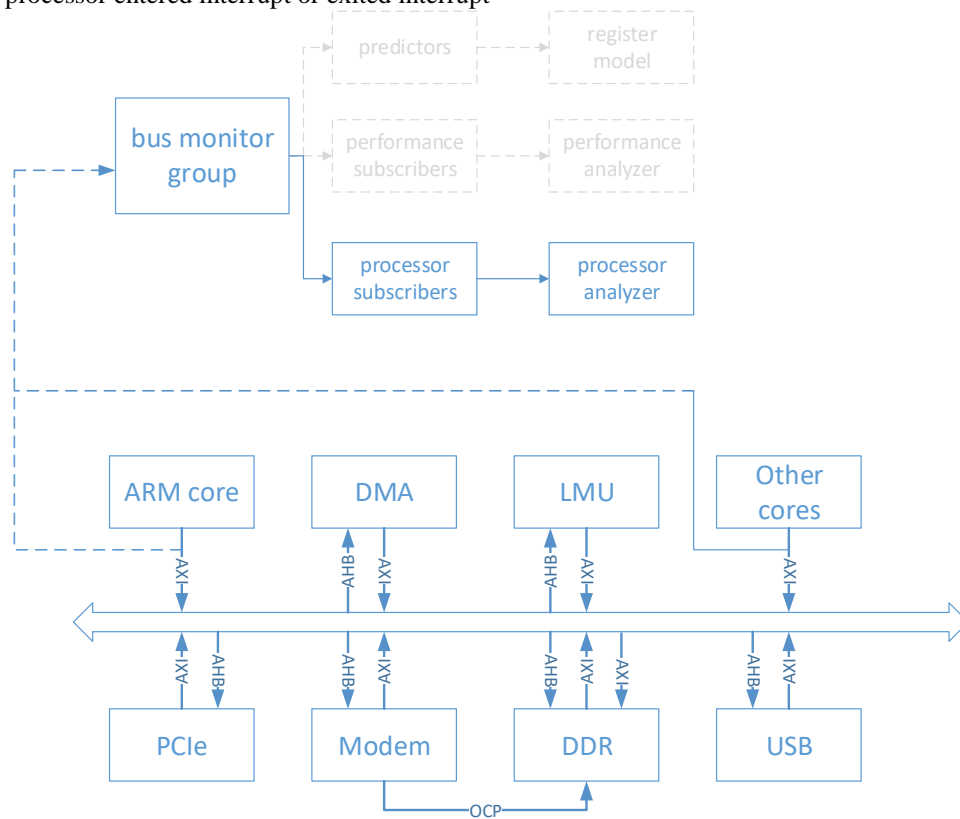 processor entered interrupt or exited interrupt
predictors
register
model
bus monitor
group
performance
subscribers
performance
analyzer
processor
subscribers
processor
analyzer
ARM core
DMA
LMU
Other
cores
AXI
AHB
AXI
AHB
AXI
AXI
AXI
AHB
AHB
AXI
AHB
AXI
AXI
AHB
AXI
PCIe
Modem
DDR
USB
OCP